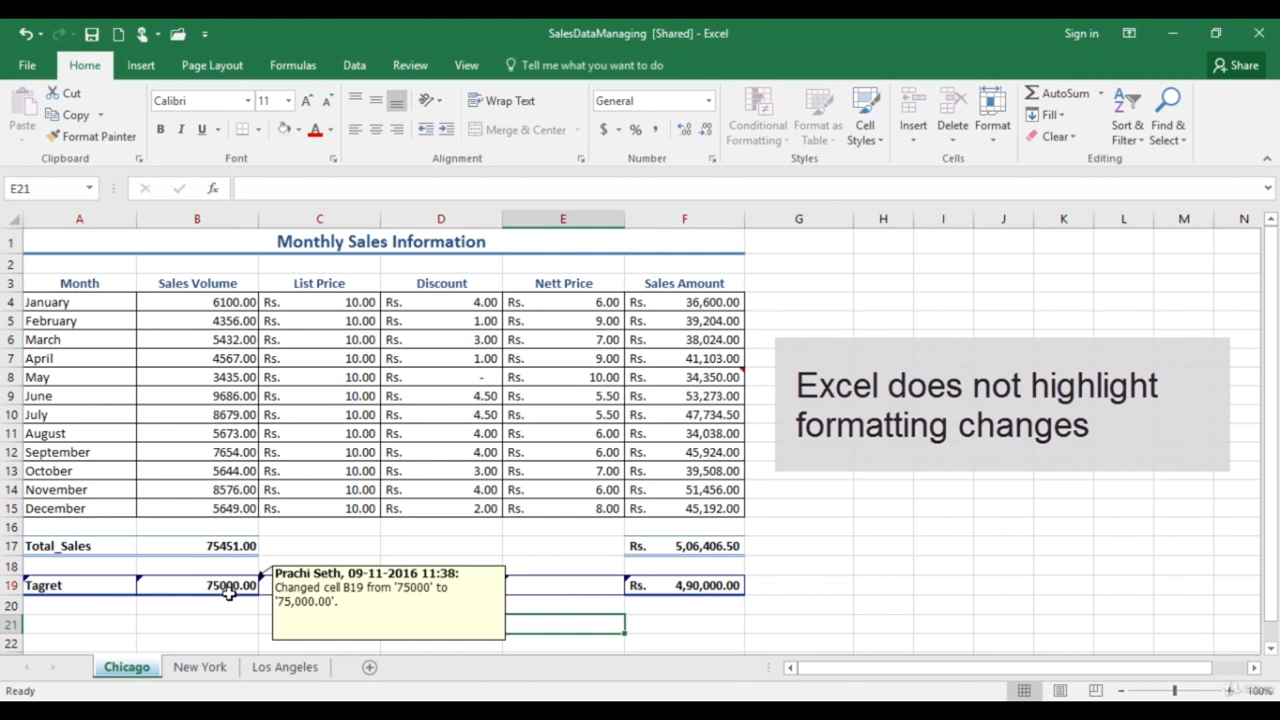 SalesDataManaging [Shared] - Excel
Sign in
File Home Insert Page Layout Formulas Data Review View Tell me what you want to do Share
Paste
Cut
Copy
Format Painter
Clipboard
Calibri 11 A A
B I U A
Font
Wrap Text
Merge & Center
Alignment
General
$ % ,
Number
Conditional Formatting
Format as Table
Cell Styles
Styles
Insert Delete Format
Cells
AutoSum
Fill
Clear
Sort & Filter
Find & Select
Editing
E21 fx
A B C D E F G H I J K L M N
1 Monthly Sales Information
2
3 Month Sales Volume List Price Discount Nett Price Sales Amount
4 January 6100.00 Rs. 10.00 Rs. 4.00 Rs. 6.00 Rs. 36,600.00
5 February 4356.00 Rs. 10.00 Rs. 1.00 Rs. 9.00 Rs. 39,204.00
6 March 5432.00 Rs. 10.00 Rs. 3.00 Rs. 7.00 Rs. 38,024.00
7 April 4567.00 Rs. 10.00 Rs. 1.00 Rs. 9.00 Rs. 41,103.00
8 May 3435.00 Rs. 10.00 Rs. - Rs. 10.00 Rs. 34,350.00
9 June 9686.00 Rs. 10.00 Rs. 4.50 Rs. 5.50 Rs. 53,273.00
10 July 8679.00 Rs. 10.00 Rs. 4.50 Rs. 5.50 Rs. 47,734.50
11 August 5673.00 Rs. 10.00 Rs. 4.00 Rs. 6.00 Rs. 34,038.00
12 September 7654.00 Rs. 10.00 Rs. 4.00 Rs. 6.00 Rs. 45,924.00
13 October 5644.00 Rs. 10.00 Rs. 3.00 Rs. 7.00 Rs. 39,508.00
14 November 8576.00 Rs. 10.00 Rs. 4.00 Rs. 6.00 Rs. 51,456.00
15 December 5649.00 Rs. 10.00 Rs. 2.00 Rs. 8.00 Rs. 45,192.00
16
17 Total_Sales 75451.00 Rs. 5,06,406.50
18
19 Tagret 75000.00 Rs. 4,90,000.00
20
21
22
Prachi Seth, 09-11-2016 11:38:
Changed cell B19 from '75000' to
'75,000.00'.
Excel does not highlight
formatting changes
Chicago New York Los Angeles
Ready 100%